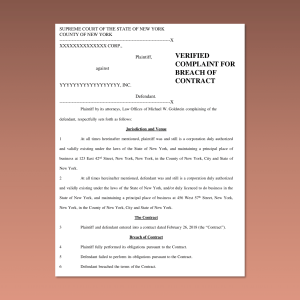 SUPREME COURT OF THE STATE OF NEW YORK
COUNTY OF NEW YORK
---------------------------------------------------------------X
XXXXXXXXXXXXXX CORP.,
Plaintiff,
against
YYYYYYYYYYYYYYYYYY, INC.
Defendant.
---------------------------------------------------------------X
VERIFIED
COMPLAINT FOR
BREACH OF
CONTRACT
Plaintiff by its attorneys, Law Offices of Michael W. Goldstein complaining of the
defendant, respectfully sets forth as follows:
Jurisdiction and Venue
1 At all times hereinafter mentioned, plaintiff was and still is a corporation duly authorized
and validly existing under the laws of the State of New York, and maintaining a principal place of
business at 325 East 42nd Street, New York, New York, in the County of New York, City and State of
New York.
2 At all times hereinafter mentioned, defendant was and still is a corporation duly authorized
and validly existing under the laws of the State of New York, and/or duly licensed to do business in the
State of New York, and maintaining a principal place of business at 450 West 57th Street, New York,
New York, in the County of New York, City and State of New York.
The Contract
3 Plaintiff and defendant entered into a contract dated February 26, 2010 (the "Contract").
Breach of Contract
4 Plaintiff fully performed its obligations pursuant to the Contract.
5 Defendant failed to perform its obligations pursuant to the Contract.
6 Defendant breached the terms of the Contract.